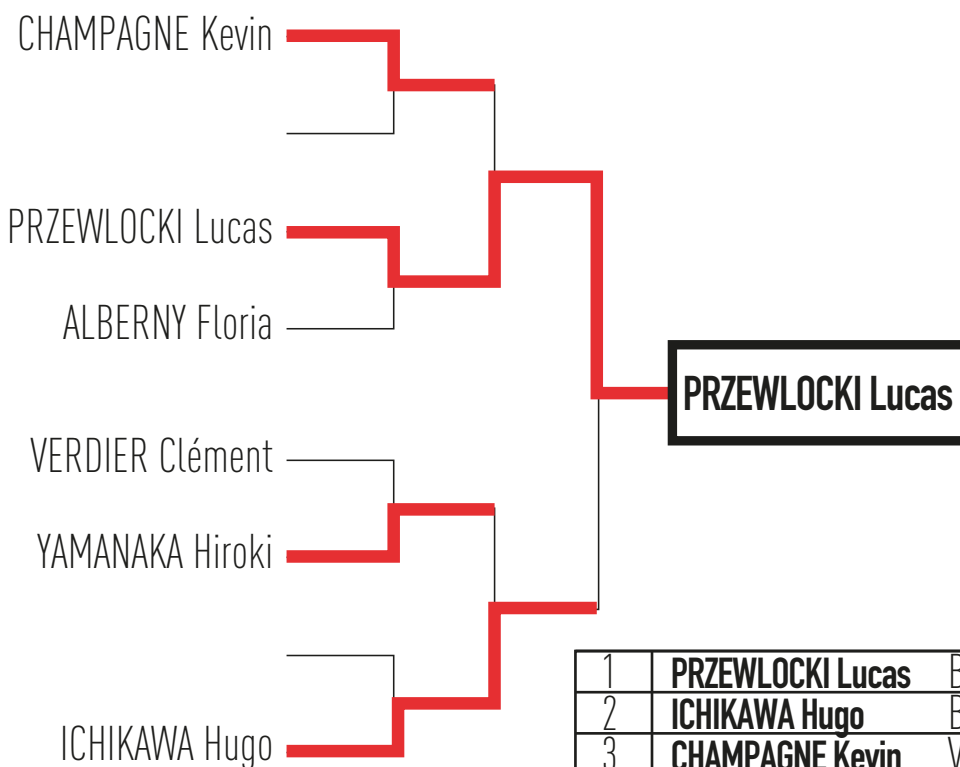 CHAMPAGNE Kevin
PRZEWLOCKI Lucas
ALBERNY Floria
PRZEWLOCKI Lucas
VERDIER Clément
YAMANAKA Hiroki
ICHIKAWA Hugo
1 PRZEWLOCKI Lucas
2 ICHIKAWA Hugo
3 CHAMPAGNE Kevin